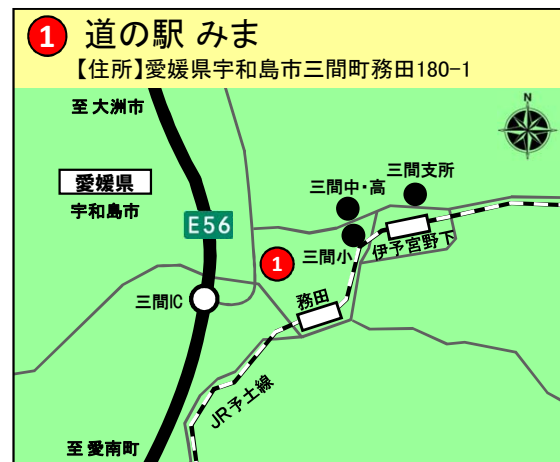 1 道の駅 みま
【住所】愛媛県宇和島市三間町務田180-1
至 大洲市
N
愛媛県
宇和島市
E56
三間支所
三間中・高
三間小
伊予宮野下
1
務田
三間IC
JR予土線
至 愛南町